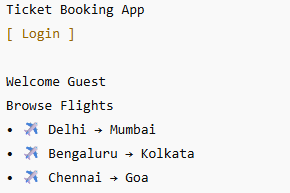 Ticket Booking App
[ Login ]
Welcome Guest
Browse Flights
• ✈️ Delhi → Mumbai
• ✈️ Bengaluru → Kolkata
• ✈️ Chennai → Goa